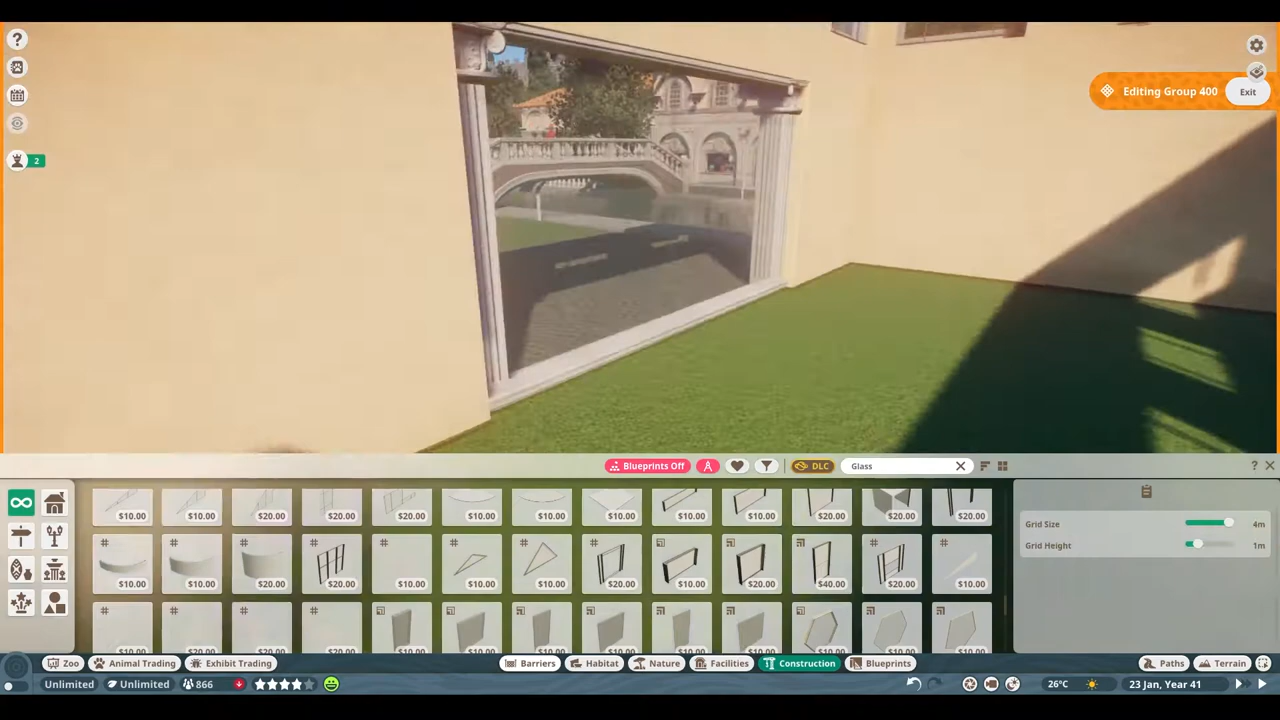 ?
2
Editing Group 400 Exit
Blueprints Off DLC Glass
?
$10.00 $10.00 $20.00 $20.00 $20.00 $10.00 $10.00 $10.00 $10.00 $10.00 $20.00 $20.00 $20.00
$10.00 $10.00 $20.00 $20.00 $10.00 $10.00 $10.00 $20.00 $10.00 $20.00 $40.00 $20.00 $10.00
Grid Size 4m
Grid Height 1m
Zoo Animal Trading Exhibit Trading Barriers Habitat Nature Facilities Construction Blueprints Paths Terrain
Unlimited Unlimited 866 26°C 23 Jan, Year 41